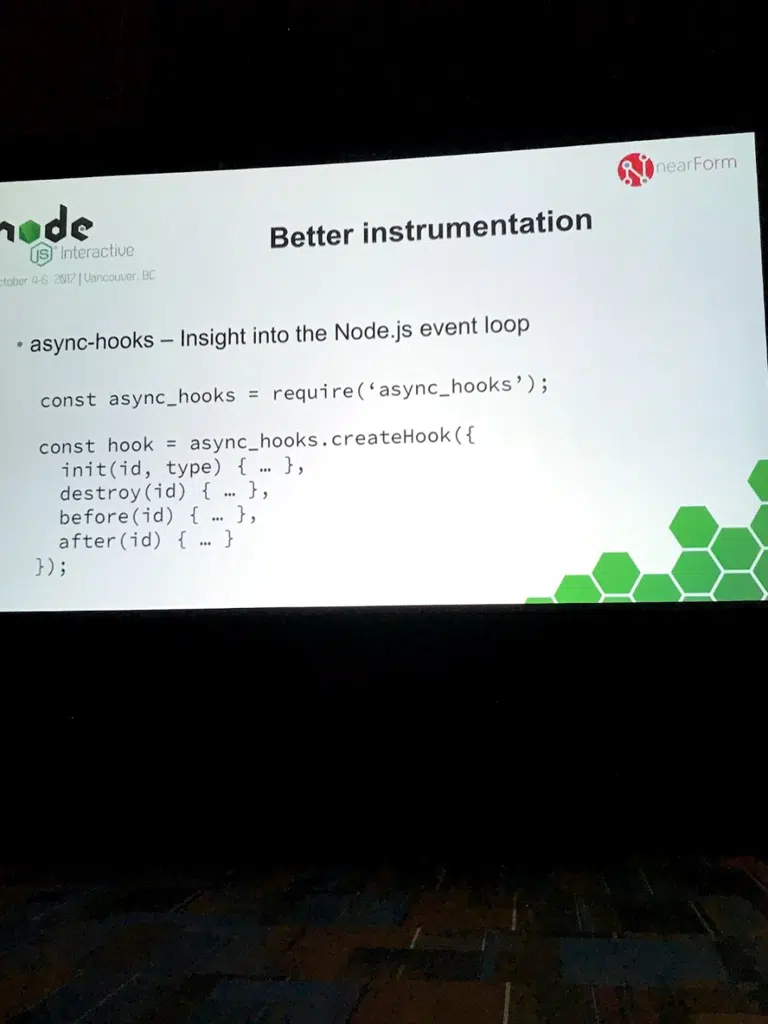 node
JS Interactive
October 4-6, 2017 | Vancouver, BC
nearForm
Better instrumentation
• async-hooks – Insight into the Node.js event loop
const async_hooks = require(‘async_hooks’);
const hook = async_hooks.createHook({
init(id, type) { … },
destroy(id) { … },
before(id) { … },
after(id) { … }
});